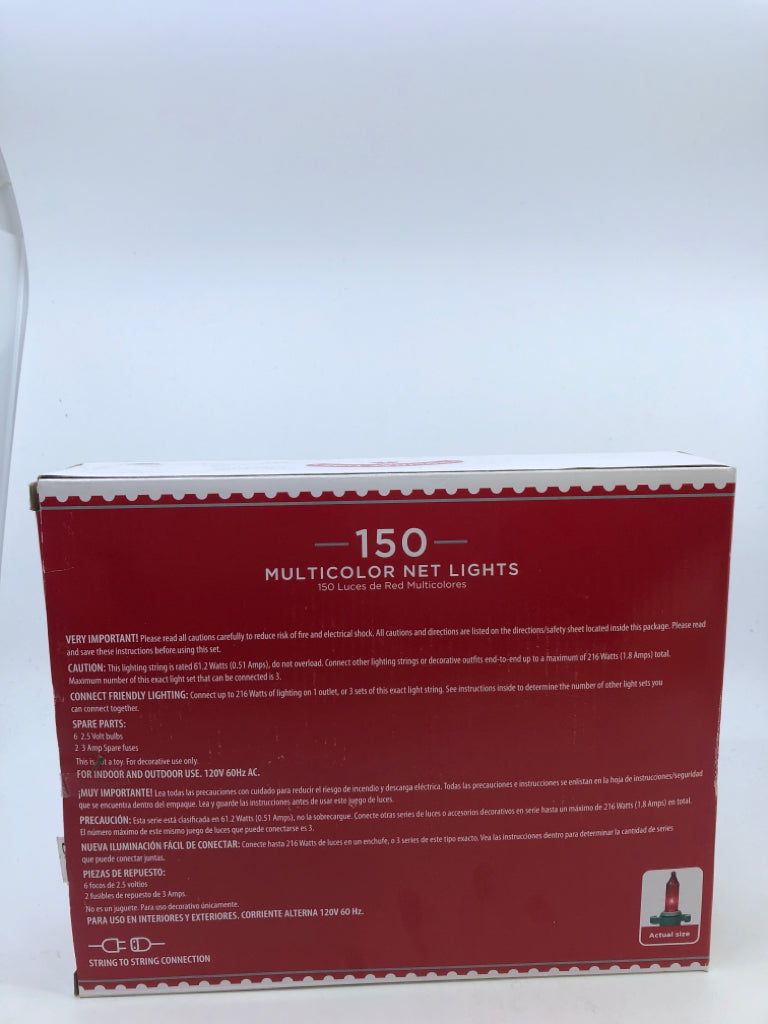 150
MULTICOLOR NET LIGHTS
150 Luces de Red Multicolores
VERY IMPORTANT! Please read all cautions carefully to reduce risk of fire and electrical shock. All cautions and directions are listed on the directions/safety sheet located inside this package. Please read
and save these instructions before using this set.
CAUTION: This lighting string is rated 61.2 Watts (0.51 Amps), do not overload. Connect other lighting strings or decorative outfits end-to-end up to a maximum of 216 Watts (1.8 Amps) total.
Maximum number of this exact light set that can be connected is 3.
CONNECT FRIENDLY LIGHTING: Connect up to 216 Watts of lighting on 1 outlet, or 3 sets of this exact light string. See instructions inside to determine the number of other light sets you
can connect together.
SPARE PARTS:
6 2.5 Volt bulbs
2 3 Amp Spare fuses
This is a toy. For decorative use only.
FOR INDOOR AND OUTDOOR USE. 120V 60Hz AC.
¡MUY IMPORTANTE! Lea todas las precauciones con cuidado para reducir el riesgo de incendio y descarga eléctrica. Todas las precauciones e instrucciones se enlistan en la hoja de instrucciones/seguridad
que se encuentra dentro del empaque. Lea y guarde las instrucciones antes de usar este juego de luces.
PRECAUCIÓN: Esta serie está clasificada en 61.2 Watts (0.51 Amps), no la sobrecargue. Conecte otras series de luces o accesorios decorativos en serie hasta un máximo de 216 Watts (1.8 Amps) en total.
El número máximo de este mismo juego de luces que puede conectarse es 3.
NUEVA ILUMINACIÓN FÁCIL DE CONECTAR: Conecte hasta 216 Watts de luces en un enchufe, o 3 series de este tipo exacto. Vea las instrucciones dentro para determinar la cantidad de series
que puede conectar juntas.
PIEZAS DE REPUESTO:
6 focos de 2.5 voltios
2 fusibles de repuesto de 3 Amps.
No es un juguete. Para uso decorativo únicamente.
PARA USO EN INTERIORES Y EXTERIORES. CORRIENTE ALTERNA 120V 60 Hz.
STRING TO STRING CONNECTION
Actual size